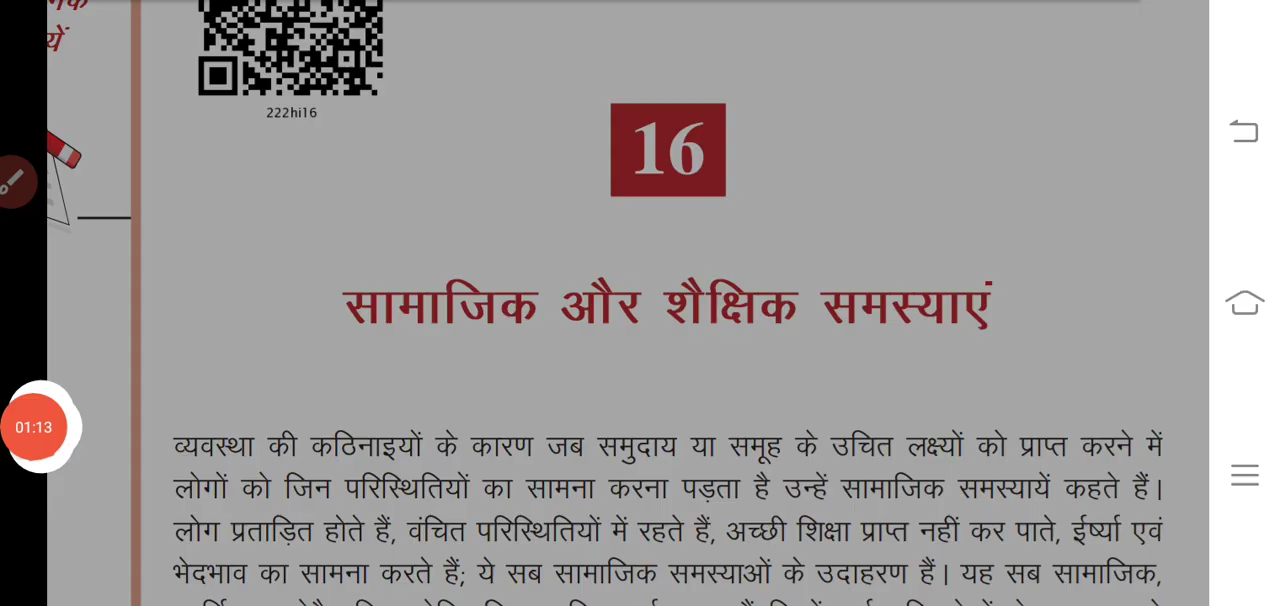 यें
222hi16
16
सामाजिक और शैक्षिक समस्याएं
01:13
व्यवस्था की कठिनाइयों के कारण जब समुदाय या समूह के उचित लक्ष्यों को प्राप्त करने में
लोगों को जिन परिस्थितियों का सामना करना पड़ता है उन्हें सामाजिक समस्यायें कहते हैं।
लोग प्रताड़ित होते हैं, वंचित परिस्थितियों में रहते हैं, अच्छी शिक्षा प्राप्त नहीं कर पाते, ईर्ष्या एवं
भेदभाव का सामना करते हैं; ये सब सामाजिक समस्याओं के उदाहरण हैं। यह सब सामाजिक,